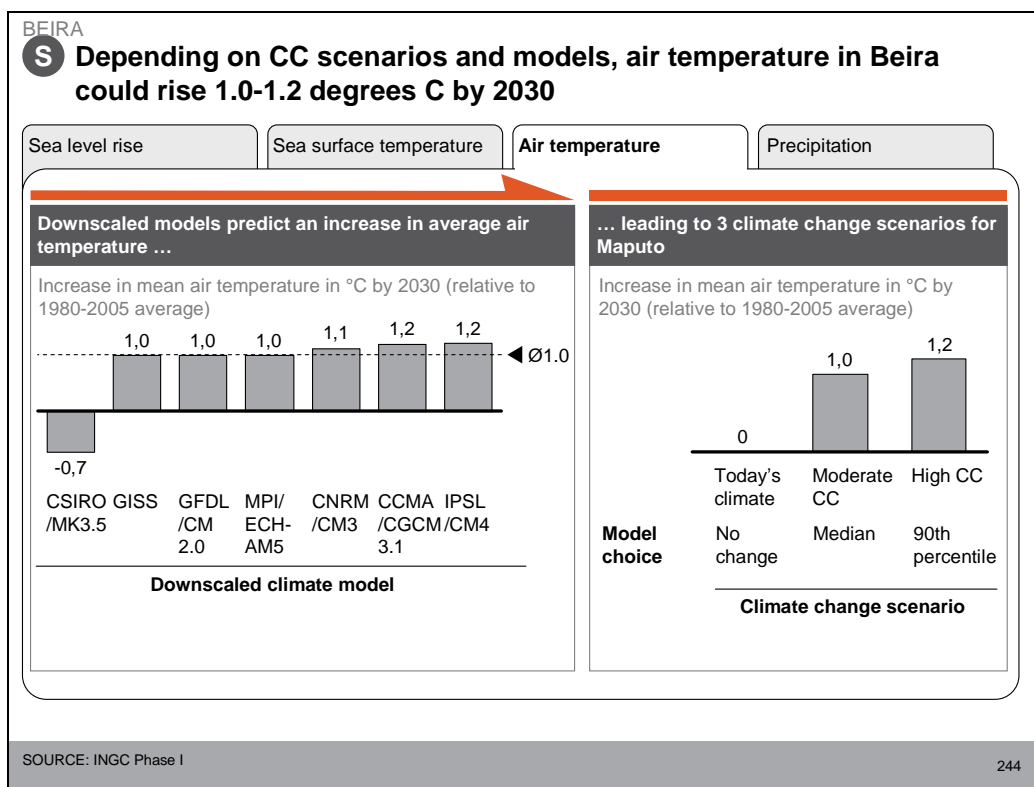 BEIRA
S Depending on CC scenarios and models, air temperature in Beira
could rise 1.0-1.2 degrees C by 2030
Sea level rise
Sea surface temperature
Air temperature
Precipitation
Downscaled models predict an increase in average air
temperature …
Increase in mean air temperature in °C by 2030 (relative to
1980-2005 average)
1,0 1,0 1,0 1,1 1,2 1,2
Ø1.0
-0,7
CSIRO GISS GFDL MPI/ CNRM CCMA IPSL
/MK3.5 /CM ECH- /CM3 /CGCM /CM4
2.0 AM5 3.1
Downscaled climate model
… leading to 3 climate change scenarios for
Maputo
Increase in mean air temperature in °C by
2030 (relative to 1980-2005 average)
0 1,0 1,2
Today's Moderate High CC
climate CC
Model No Median 90th
choice change percentile
Climate change scenario
SOURCE: INGC Phase I
244